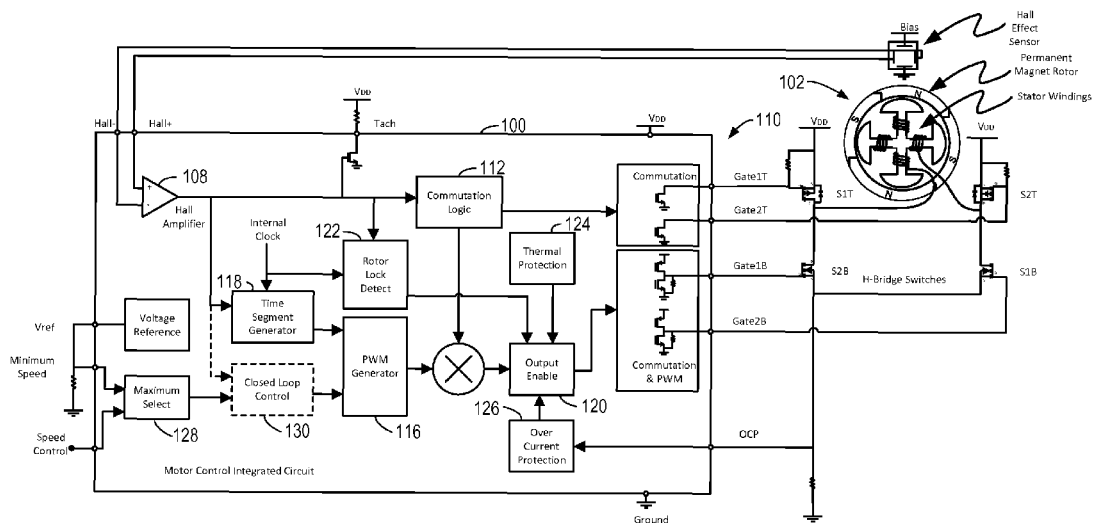 Bias
Hall
Effect
Sensor
Permanent
Magnet Rotor
Stator Windings
102
N
S
S
N
VDD
Hall-
Hall+
Tach
100
VDD
110
VDD
VDD
108
Hall
Amplifier
112
Commutation
Logic
Commutation
Gate1T
S1T
S2T
Gate2T
Internal
Clock
122
Rotor
Lock
Detect
124
Thermal
Protection
Gate1B
S2B
S1B
H-Bridge Switches
118
Time
Segment
Generator
Voltage
Reference
Vref
Gate2B
Minimum
Speed
PWM
Generator
Output
Enable
Commutation
& PWM
Maximum
Select
Closed Loop
Control
120
126
128
130
116
Speed
Control
Over
Current
Protection
OCP
Motor Control Integrated Circuit
Ground
+
-